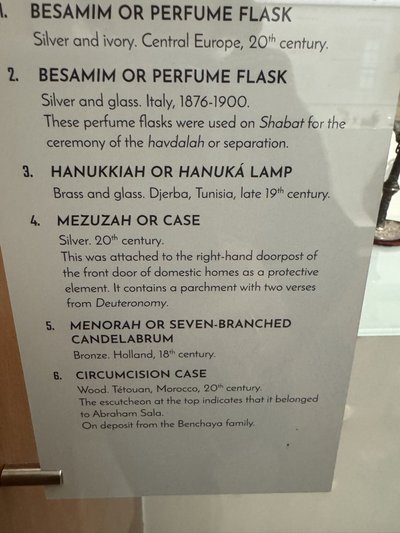 1. BESAMIM OR PERFUME FLASK
Silver and ivory. Central Europe, 20th century.
2. BESAMIM OR PERFUME FLASK
Silver and glass. Italy, 1876-1900.
These perfume flasks were used on Shabat for the
ceremony of the havdalah or separation.
3. HANUKKIAH OR HANUKÁ LAMP
Brass and glass. Djerba, Tunisia, late 19th century.
4. MEZUZAH OR CASE
Silver. 20th century.
This was attached to the right-hand doorpost of
the front door of domestic homes as a protective
element. It contains a parchment with two verses
from Deuteronomy.
5. MENORAH OR SEVEN-BRANCHED
CANDELABRUM
Bronze. Holland, 18th century.
6. CIRCUMCISION CASE
Wood. Tétouan, Morocco, 20th century.
The escutcheon at the top indicates that it belonged
to Abraham Sala.
On deposit from the Benchaya family.